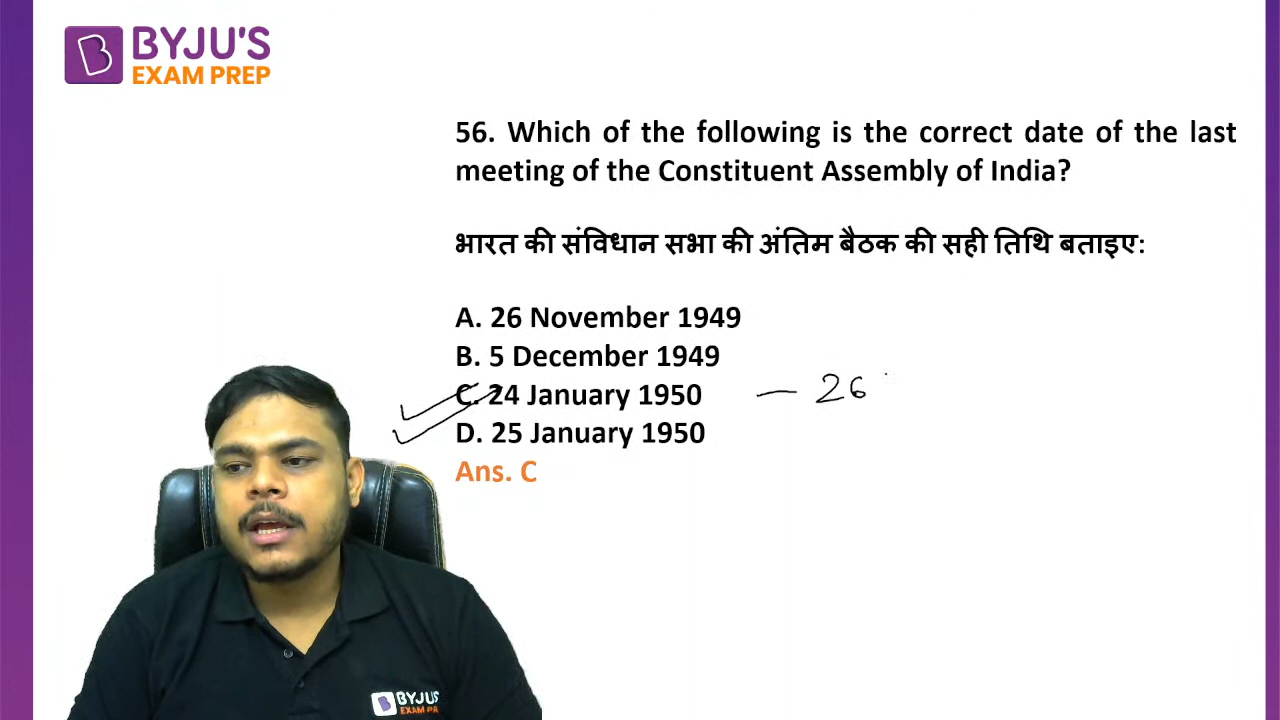 BYJU'S
EXAM PREP
56. Which of the following is the correct date of the last
meeting of the Constituent Assembly of India?
भारत की संविधान सभा की अंतिम बैठक की सही तिथि बताइए:
A. 26 November 1949
B. 5 December 1949
C. 24 January 1950 — 26
D. 25 January 1950
Ans. C
BYJU'S
EXAM PR